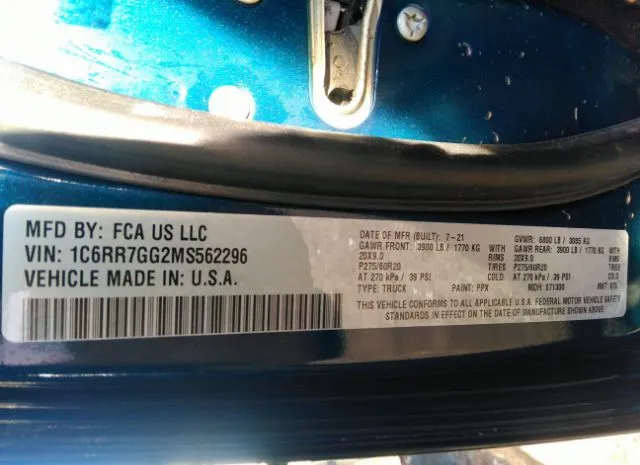 MFD BY: FCA US LLC
VIN: 1C6RR7GG2MS562296
VEHICLE MADE IN: U.S.A.
DATE OF MFR (BUILT): 7-21 GVWR: 6800 LB / 3085 KG
GAWR FRONT: 3900 LB / 1770 KG WITH GAWR REAR: 3900 LB / 1770 KG WITH
20X9.0 RIMS 20X9.0 RIMS
P275/60R20 TIRES P275/60R20 TIRES
AT 270 kPa / 39 PSI COLD AT 270 kPa / 39 PSI COLD
TYPE: TRUCK PAINT: PPX MDH: 071300
THIS VEHICLE CONFORMS TO ALL APPLICABLE U.S.A. FEDERAL MOTOR VEHICLE SAFETY
STANDARDS IN EFFECT ON THE DATE OF MANUFACTURE SHOWN ABOVE.